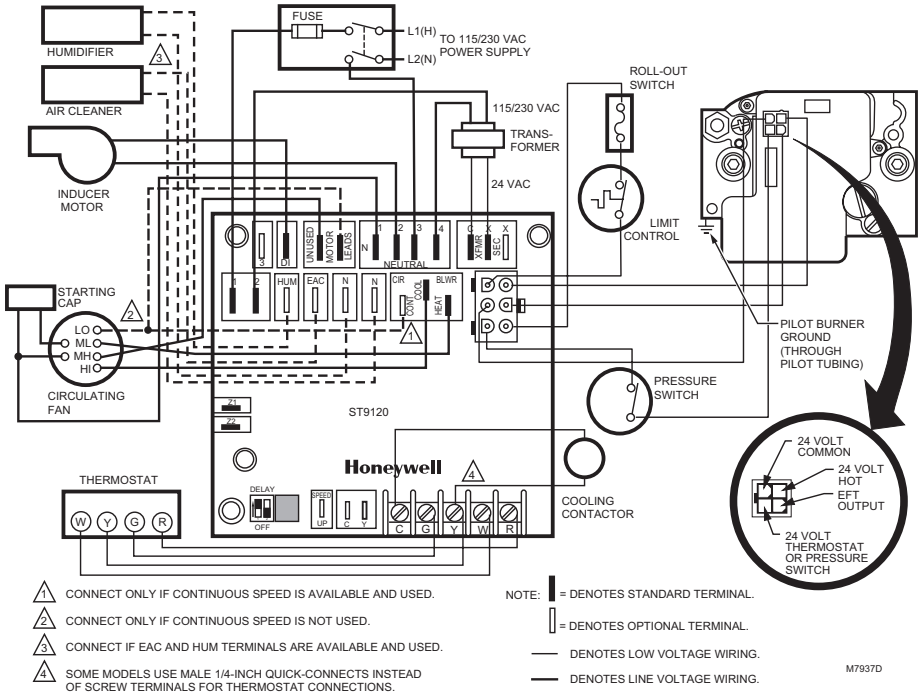 FUSE
L1(H)
TO 115/230 VAC
POWER SUPPLY
L2(N)
HUMIDIFIER
3
AIR CLEANER
INDUCER
MOTOR
115/230 VAC
TRANS-
FORMER
24 VAC
ROLL-OUT
SWITCH
LIMIT
CONTROL
3
DI
UNUSED
MOTOR
LEADS
N
1
2
3
4
NEUTRAL
C
X
X
XFMR
SEC
1
2
HUM
EAC
N
N
CIR
CONT
COOL
BLWR
HEAT
STARTING
CAP
2
1
LO
ML
MH
HI
CIRCULATING
FAN
PILOT BURNER
GROUND
(THROUGH
PILOT TUBING)
PRESSURE
SWITCH
Z1
Z2
ST9120
Honeywell
4
COOLING
CONTACTOR
THERMOSTAT
W Y G R
DELAY
OFF
SPEED
UP
C Y
C G Y W R
24 VOLT
COMMON
24 VOLT
HOT
EFT
OUTPUT
24 VOLT
THERMOSTAT
OR PRESSURE
SWITCH
1 CONNECT ONLY IF CONTINUOUS SPEED IS AVAILABLE AND USED.
2 CONNECT ONLY IF CONTINUOUS SPEED IS NOT USED.
3 CONNECT IF EAC AND HUM TERMINALS ARE AVAILABLE AND USED.
4 SOME MODELS USE MALE 1/4-INCH QUICK-CONNECTS INSTEAD
OF SCREW TERMINALS FOR THERMOSTAT CONNECTIONS.
NOTE: = DENOTES STANDARD TERMINAL.
= DENOTES OPTIONAL TERMINAL.
DENOTES LOW VOLTAGE WIRING.
DENOTES LINE VOLTAGE WIRING.
M7937D